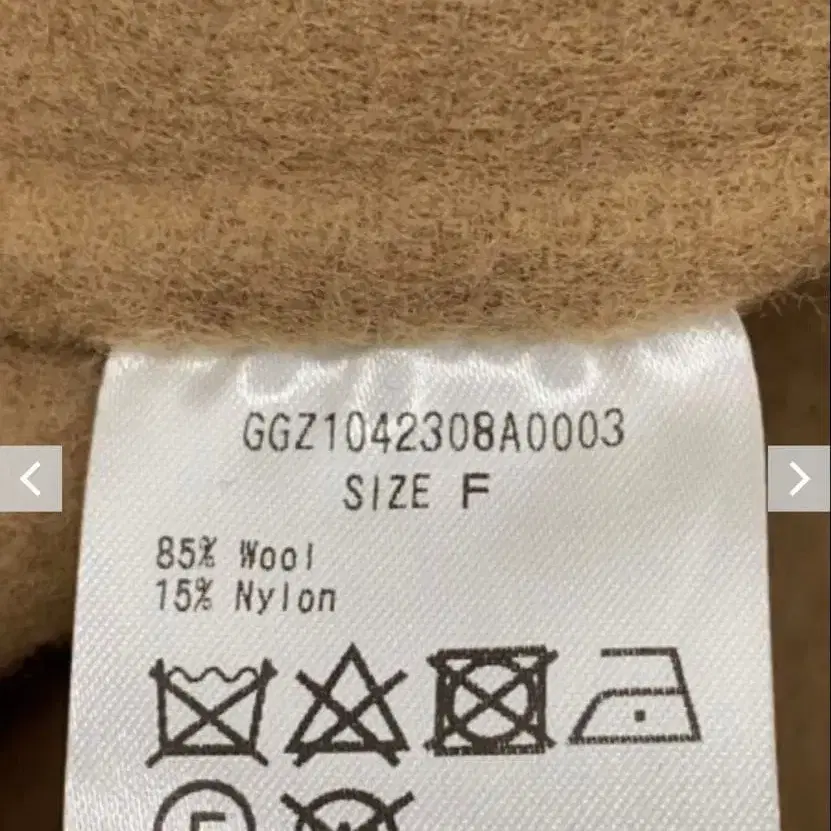 GGZ1042308A0003
SIZE F
85% Wool
15% Nylon
F